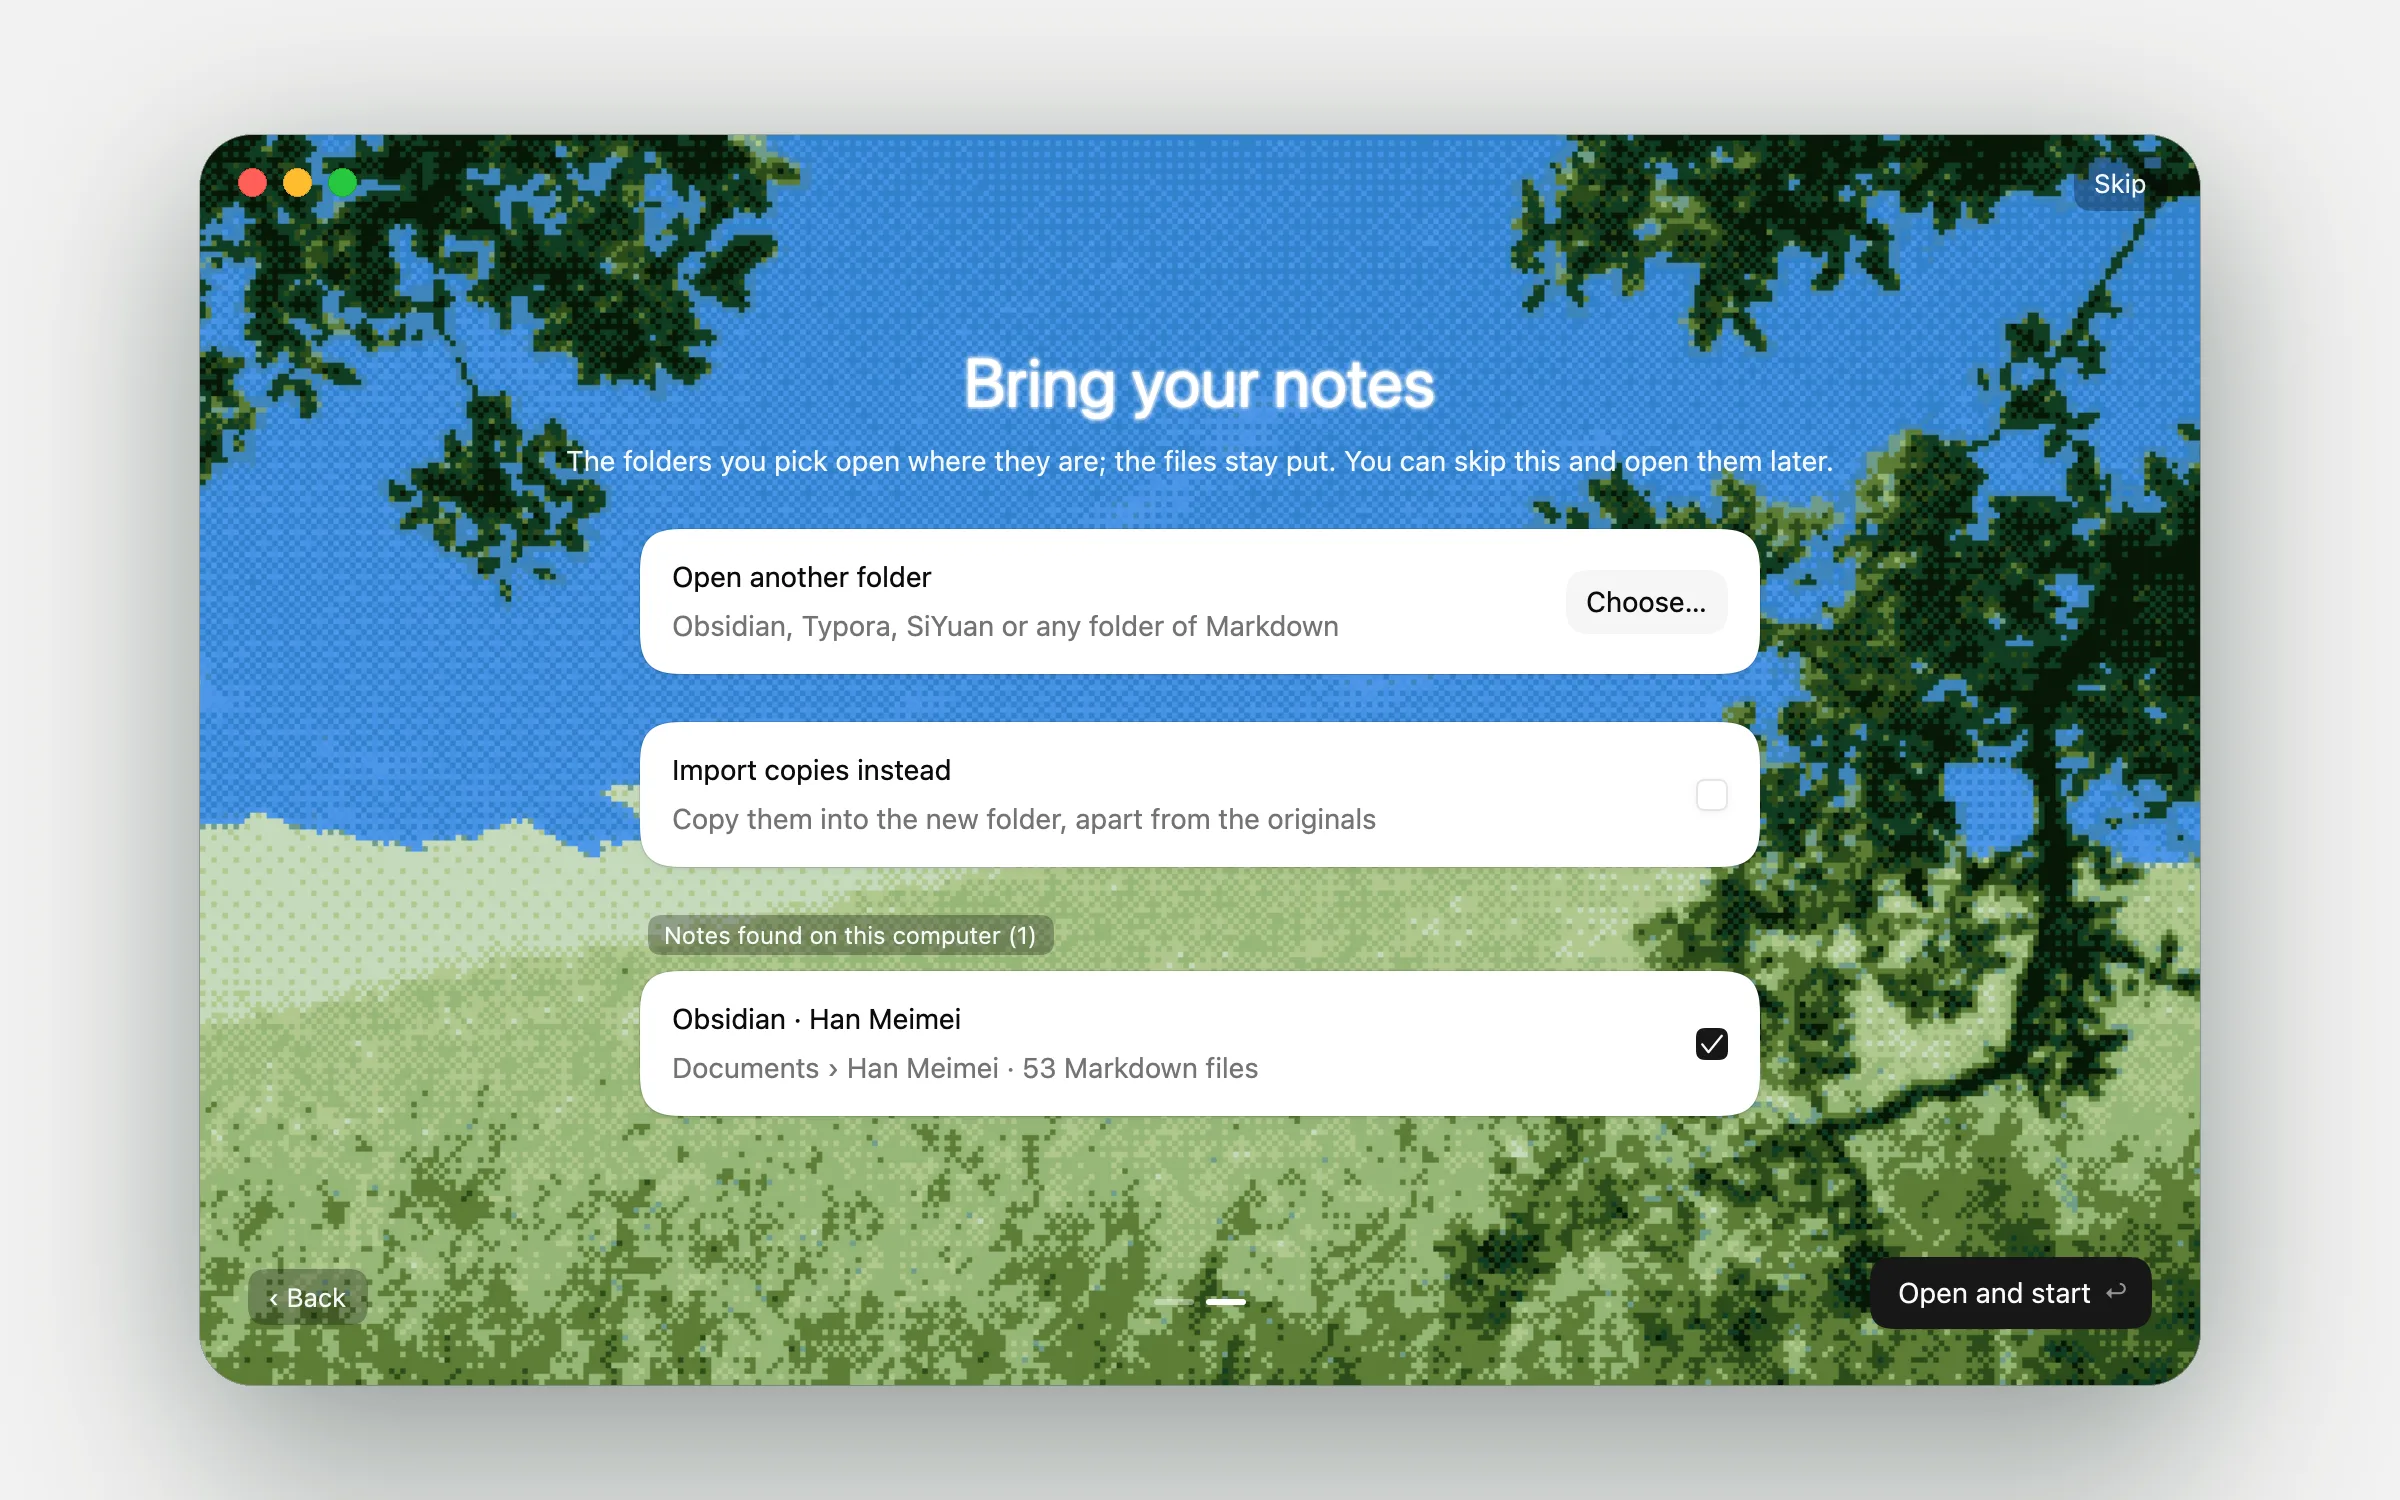 Skip
Bring your notes
The folders you pick open where they are; the files stay put. You can skip this and open them later.
Open another folder
Obsidian, Typora, SiYuan or any folder of Markdown
Choose...
Import copies instead
Copy them into the new folder, apart from the originals
Notes found on this computer (1)
Obsidian · Han Meimei
Documents › Han Meimei · 53 Markdown files
‹ Back
Open and start ↩